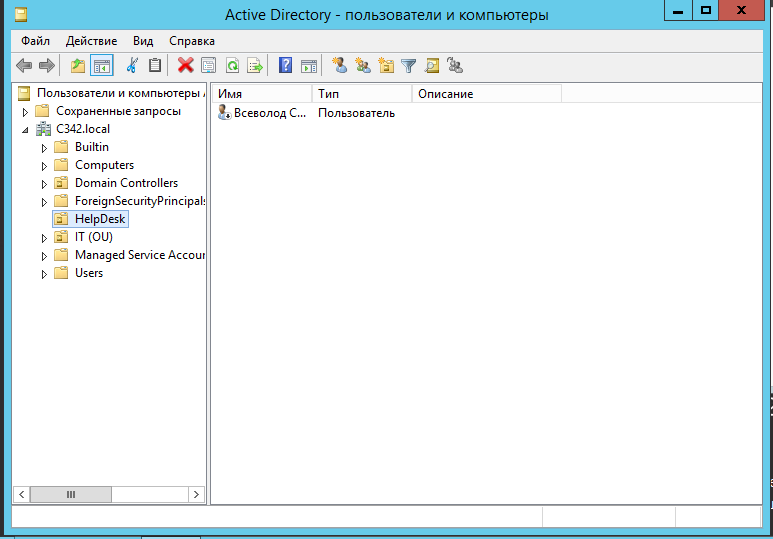 Active Directory - пользователи и компьютеры
Файл Действие Вид Справка
Пользователи и компьютеры
Сохраненные запросы
C342.local
Builtin
Computers
Domain Controllers
ForeignSecurityPrincipals
HelpDesk
IT (OU)
Managed Service Accour
Users
Имя Тип Описание
Всеволод С... Пользователь